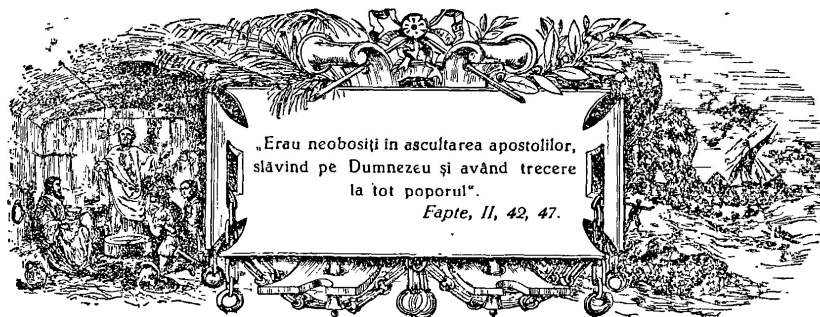 „Erau neobosiți în ascultarea apostolilor,
slăvind pe Dumnezeu și având trecere
la tot poporul“.
Fapte, II, 42, 47.